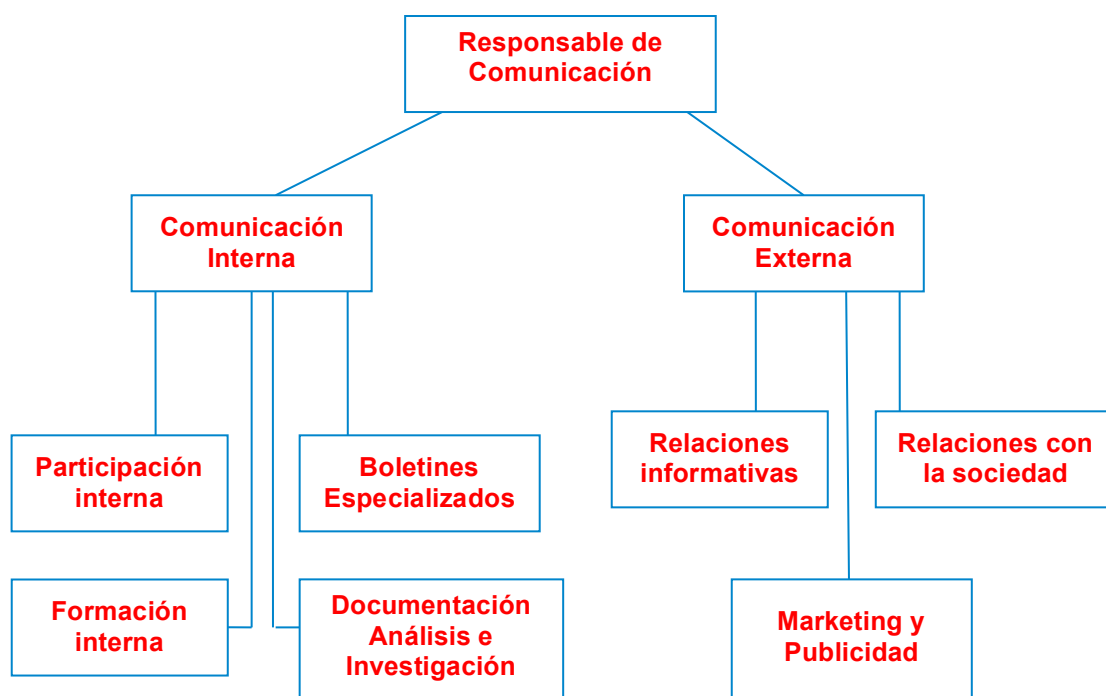 Responsable de
Comunicación
Comunicación
Interna
Comunicación
Externa
Participación
interna
Boletines
Especializados
Relaciones
informativas
Relaciones con
la sociedad
Formación
interna
Documentación
Análisis e
Investigación
Marketing y
Publicidad